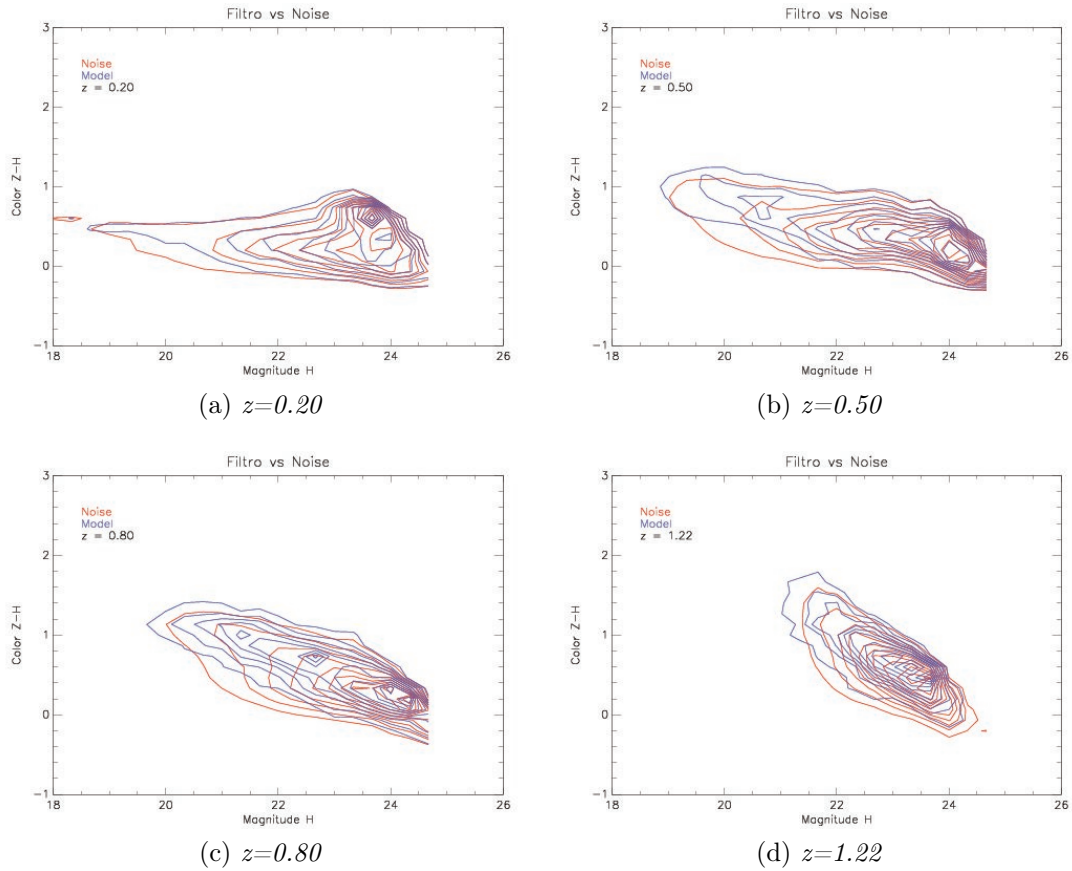 Filtro vs Noise
3
2
1
0
−1
Color Z−H
Noise
Model
z = 0.20
18 20 22 24 26
Magnitude H
(a) z=0.20
Filtro vs Noise
3
2
1
0
−1
Color Z−H
Noise
Model
z = 0.50
18 20 22 24 26
Magnitude H
(b) z=0.50
Filtro vs Noise
3
2
1
0
−1
Color Z−H
Noise
Model
z = 0.80
18 20 22 24 26
Magnitude H
(c) z=0.80
Filtro vs Noise
3
2
1
0
−1
Color Z−H
Noise
Model
z = 1.22
18 20 22 24 26
Magnitude H
(d) z=1.22